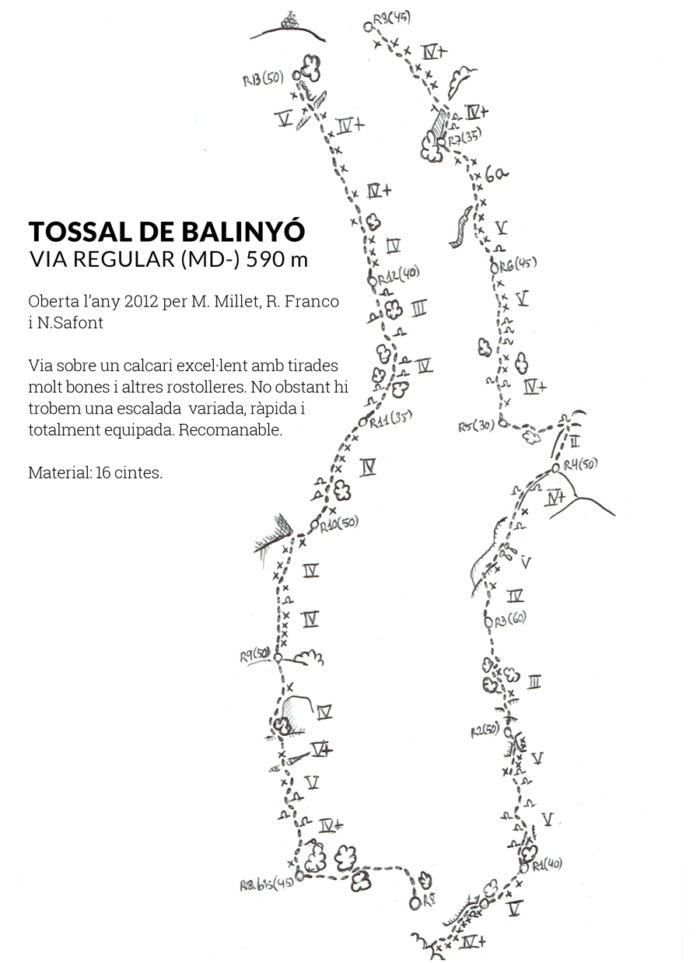 TOSSAL DE BALINYÓ
VIA REGULAR (MD-) 590 m
Oberta l'any 2012 per M. Millet, R. Franco
i N.Safont
Via sobre un calcari excel·lent amb tirades
molt bones i altres rostolleres. No obstant hi
trobem una escalada variada, ràpida i
totalment equipada. Recomanable.
Material: 16 cintes.
R13(50)
V
IV+
IV+
IV
R12(40)
III
IV
R11(35)
IV
R10(50)
IV
IV
R9(50)
IV
V+
V
IV+
R8.bis(45)
R8
(45)
IV+
IV+
R7(35)
6a
V
R6(45)
V
IV+
R5(30)
II
R4(50)
IV+
V
IV
R3(60)
III
R2(50)
V
V
R1(40)
V
IV+